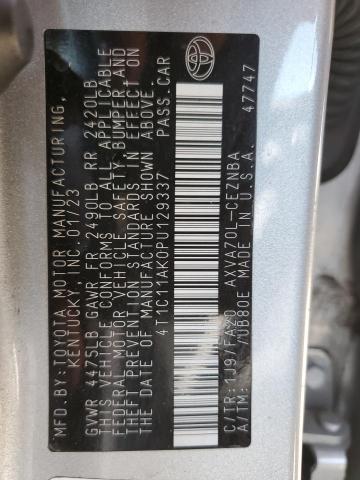 MFD.BY:TOYOTA MOTOR MANUFACTURING,
KENTUCKY,INC.01/23
GVWR 4475LB GAWR FR 2490LB RR 2420LB
THIS VEHICLE CONFORMS TO ALL APPLICABLE
FEDERAL MOTOR VEHICLE SAFETY,BUMPER,AND
THEFT PREVENTION STANDARDS IN EFFECT ON
THE DATE OF MANUFACTURE SHOWN ABOVE.
4T1C11AK0PU129337 PASS.CAR
C/TR:1J9/FA20 AXVA70L-CEZNBA
A/TM: /UB80E MADE IN U.S.A.
47747